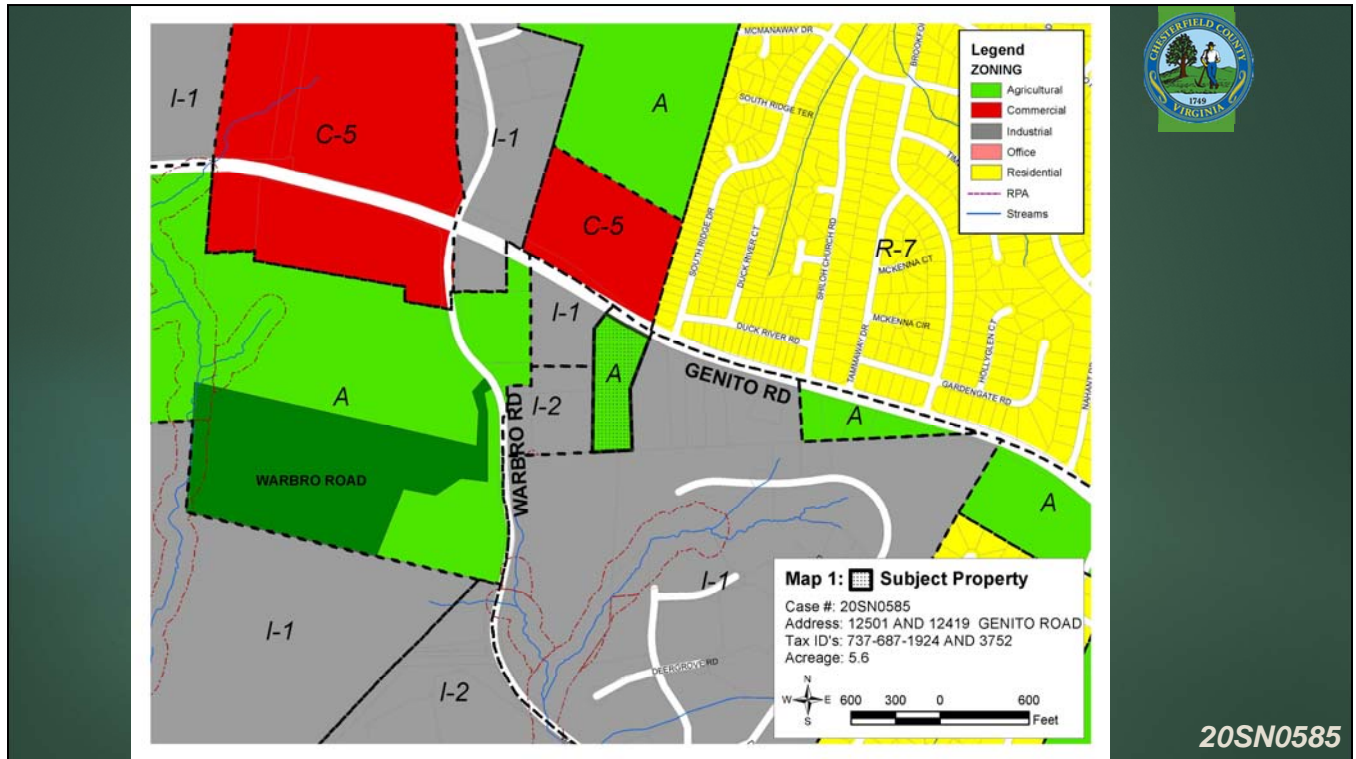 MCMANAWAY DR
SOUTH RIDGE TER
I-1
C-5
I-1
A
C-5
SOUTH RIDGE DR
DUCK RIVER CT
SHILOH CHURCH RD
R-7
MCKENNA CT
MCKENNA CIR
DUCK RIVER RD
TAMMAWAY DR
HOLLYGLEN CT
GARDENGATE RD
Legend
ZONING
Agricultural
Commercial
Industrial
Office
Residential
RPA
Streams
CHESTERFIELD COUNTY
1749
VIRGINIA
I-1
A
GENITO RD
A
A
I-2
WARBRO RD
WARBRO ROAD
A
I-1
I-1
I-2
DEERGROVE RD
Map 1: Subject Property
Case #: 20SN0585
Address: 12501 AND 12419 GENITO ROAD
Tax ID's: 737-687-1924 AND 3752
Acreage: 5.6
N
W E
S
600 300 0 600
Feet
20SN0585